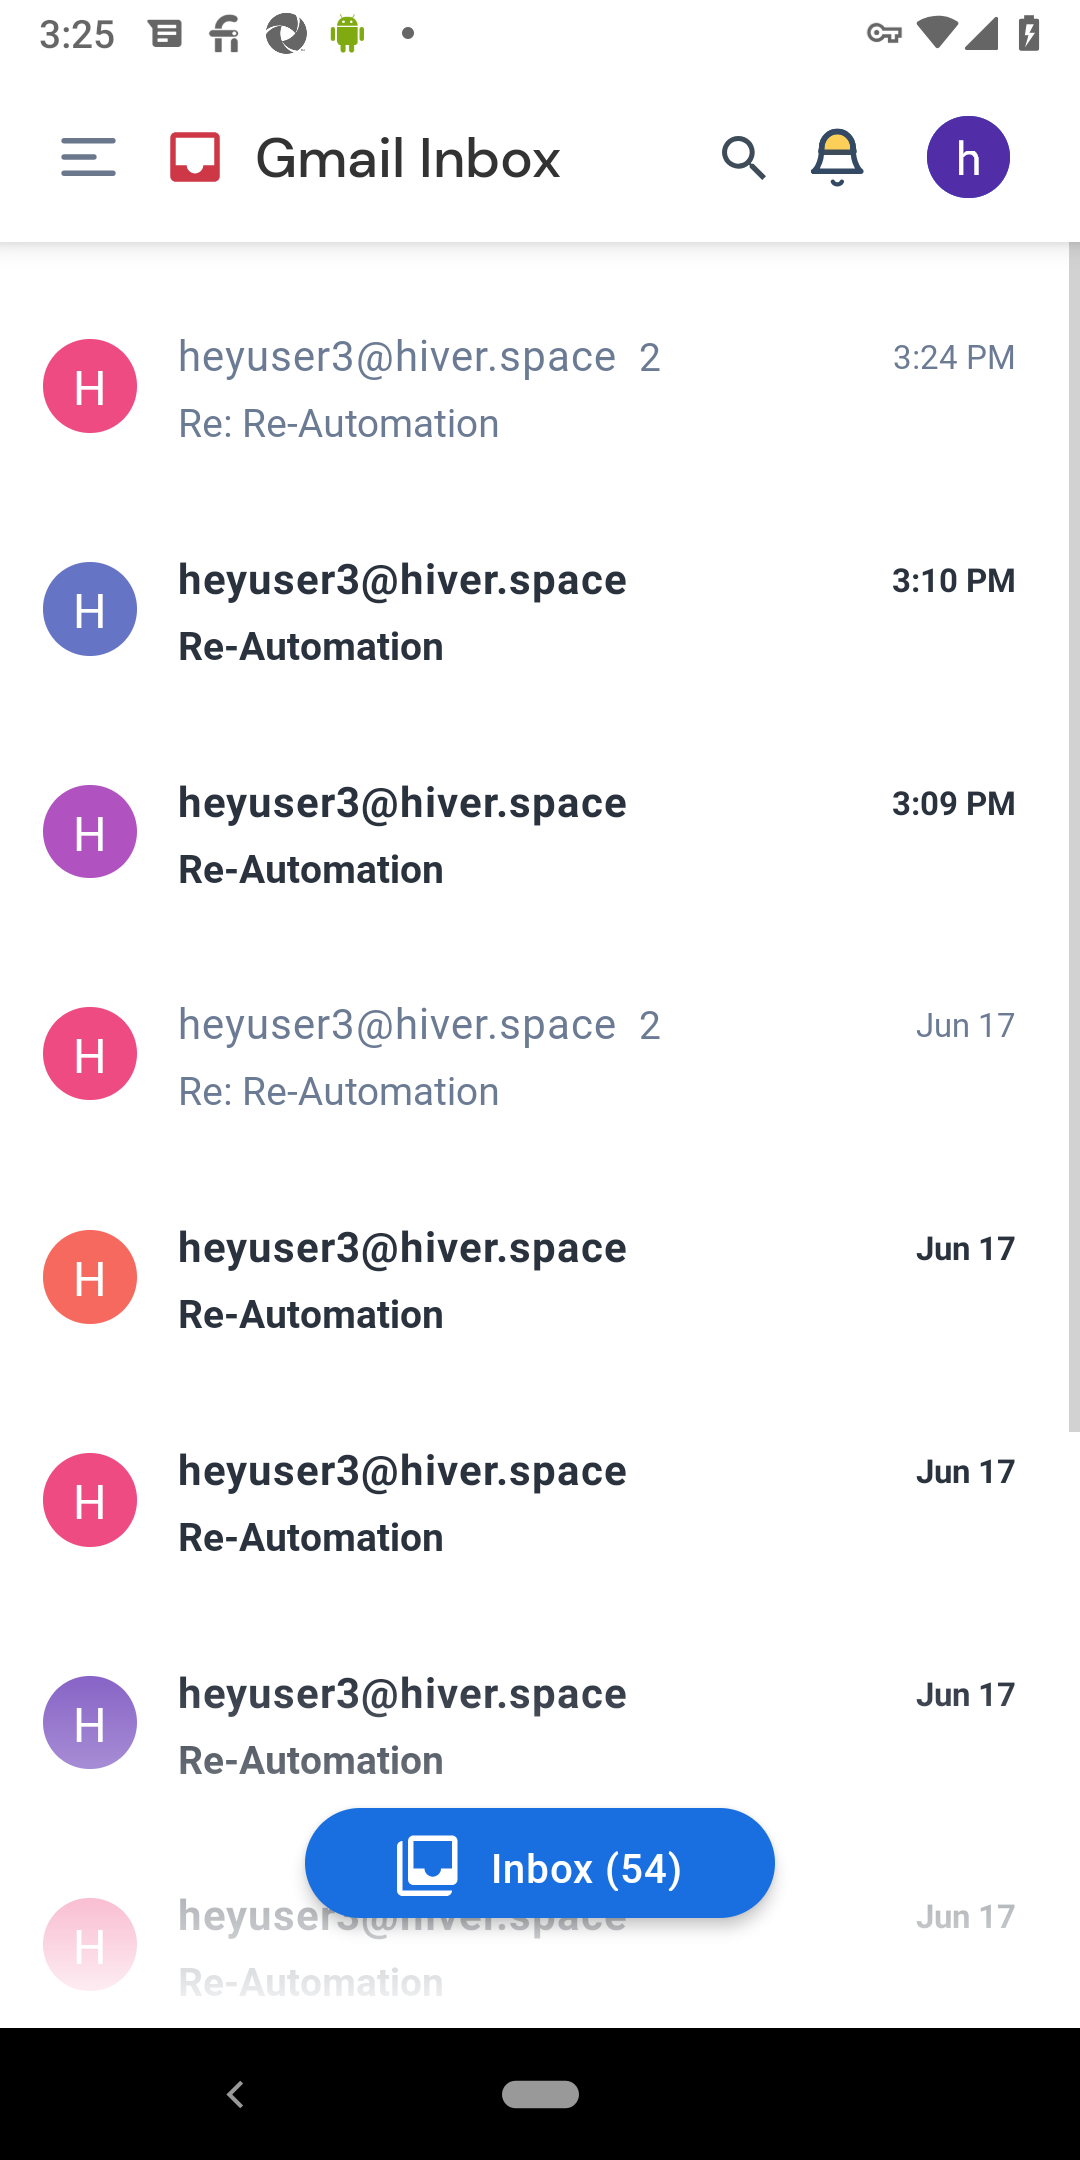 3:25
Gmail Inbox
h
H
heyuser3@hiver.space 2
3:24 PM
Re: Re-Automation
H
heyuser3@hiver.space
3:10 PM
Re-Automation
H
heyuser3@hiver.space
3:09 PM
Re-Automation
H
heyuser3@hiver.space 2
Jun 17
Re: Re-Automation
H
heyuser3@hiver.space
Jun 17
Re-Automation
H
heyuser3@hiver.space
Jun 17
Re-Automation
H
heyuser3@hiver.space
Jun 17
Re-Automation
Inbox (54)
H
heyuser3@hiver.space
Jun 17
Re-Automation